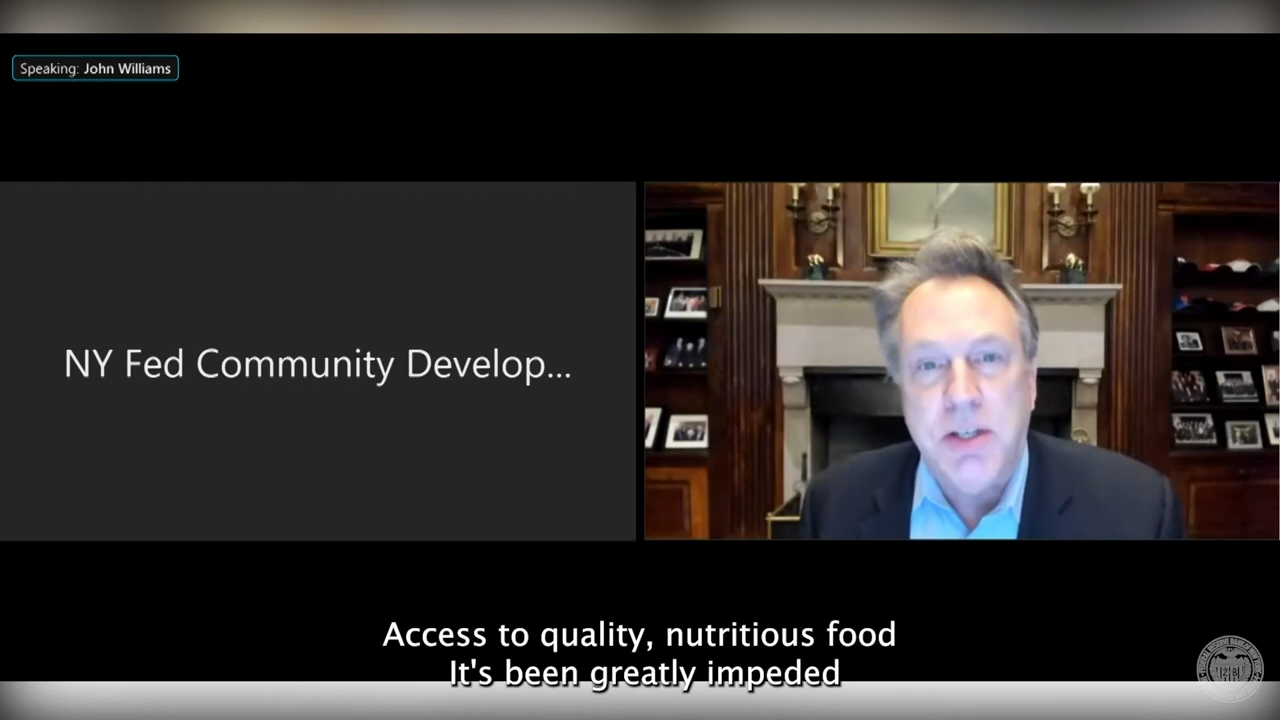 Speaking: John Williams
NY Fed Community Develop...
Access to quality, nutritious food
It's been greatly impeded